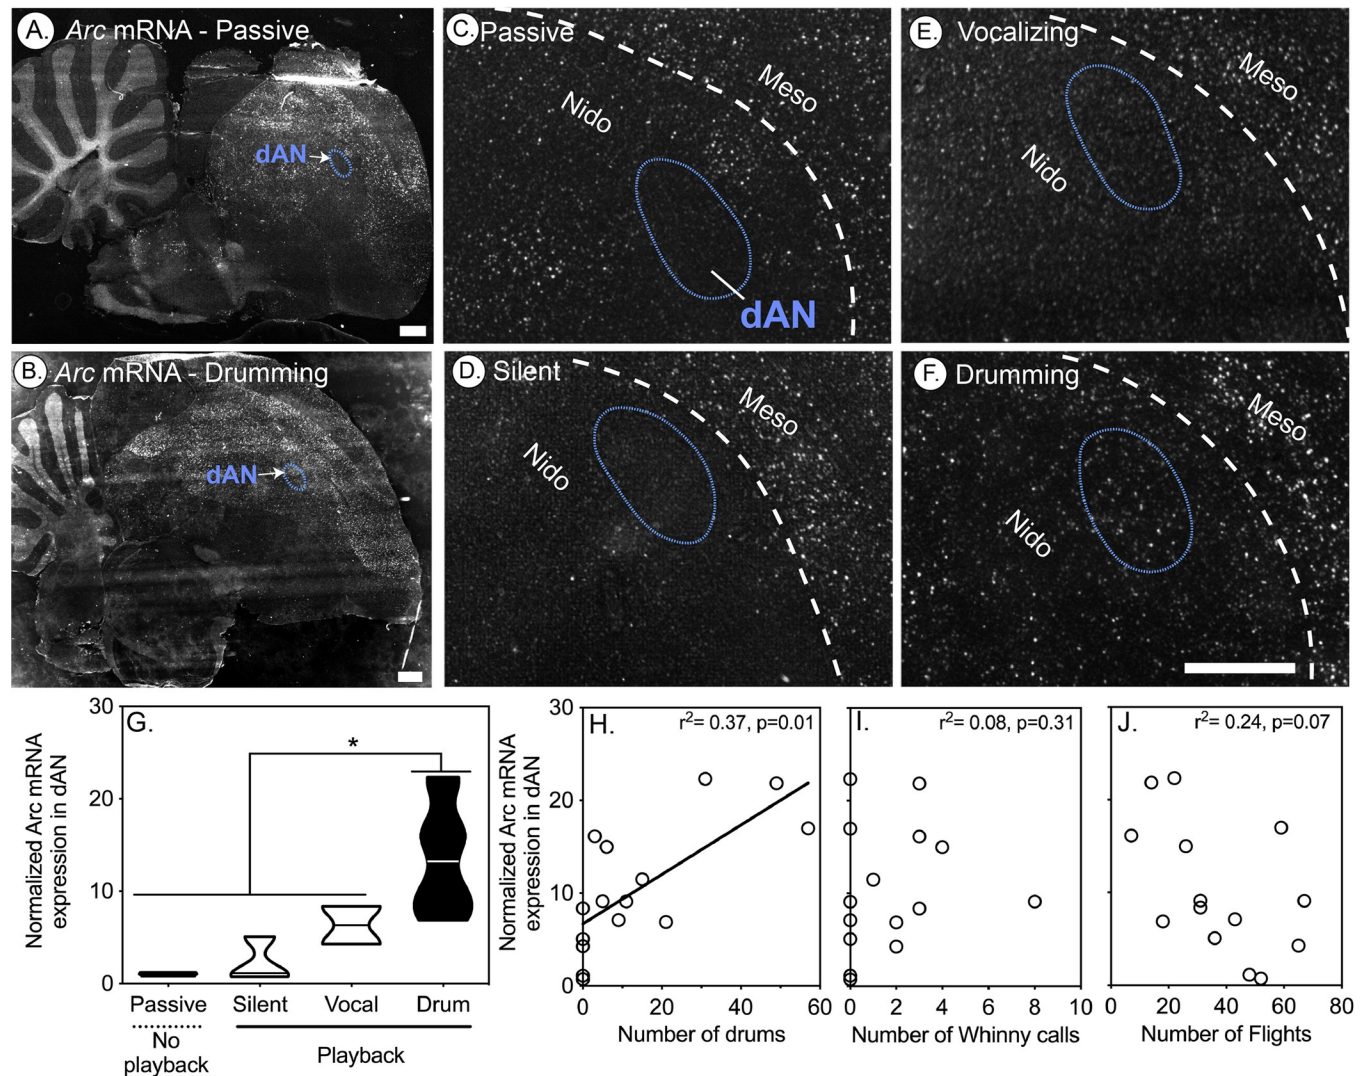 A. Arc mRNA - Passive
dAN
B. Arc mRNA - Drumming
dAN
C. Passive
Meso
Nido
dAN
D. Silent
Meso
Nido
E. Vocalizing
Meso
Nido
F. Drumming
Meso
Nido
G.
Normalized Arc mRNA
expression in dAN
30
20
10
0
*
Passive
Silent
Vocal
Drum
No
playback
Playback
H.
r²= 0.37, p=0.01
Normalized Arc mRNA
expression in dAN
30
20
10
0
0
20
40
60
Number of drums
I.
r²= 0.08, p=0.31
0
2
4
6
8
10
Number of Whinny calls
J.
r²= 0.24, p=0.07
0
20
40
60
80
Number of Flights